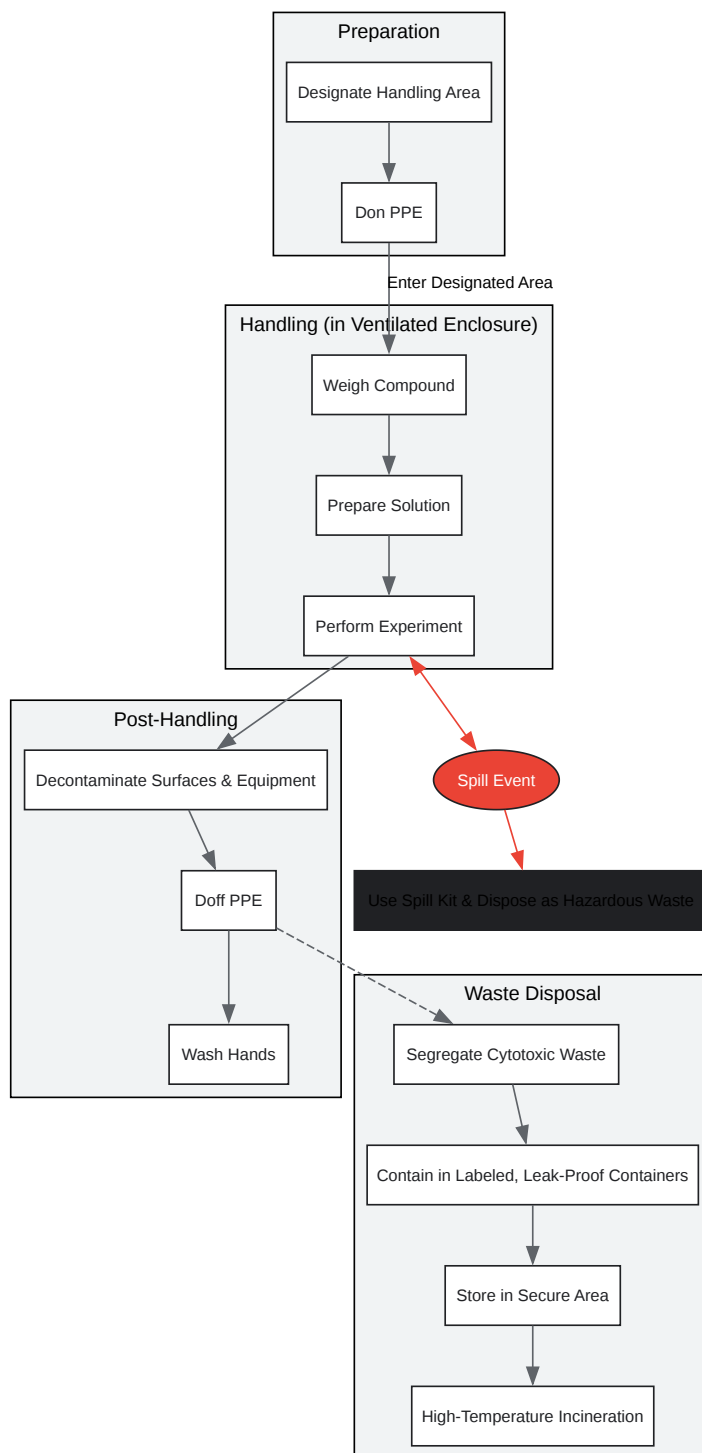 Preparation
Designate Handling Area
Don PPE
Enter Designated Area
Handling (in Ventilated Enclosure)
Weigh Compound
Prepare Solution
Perform Experiment
Post-Handling
Decontaminate Surfaces & Equipment
Spill Event
Doff PPE
Use Spill Kit & Dispose as Hazardous Waste
Wash Hands
Waste Disposal
Segregate Cytotoxic Waste
Contain in Labeled, Leak-Proof Containers
Store in Secure Area
High-Temperature Incineration